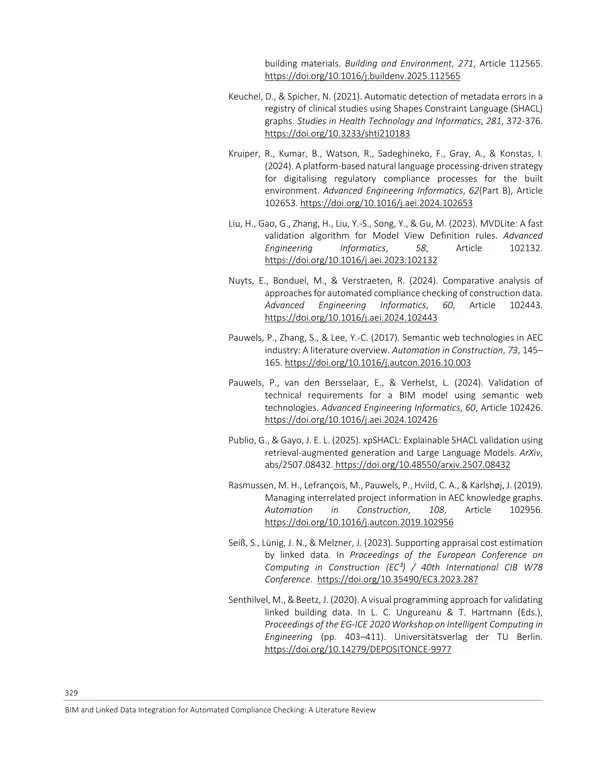 building materials. Building and Environment, 271, Article 112565.
https://doi.org/10.1016/j.buildenv.2025.112565
Keuchel, D., & Spicher, N. (2021). Automatic detection of metadata errors in a
registry of clinical studies using Shapes Constraint Language (SHACL)
graphs. Studies in Health Technology and Informatics, 281, 372-376.
https://doi.org/10.3233/shti210183
Kruiper, R., Kumar, B., Watson, R., Sadeghineko, F., Gray, A., & Konstas, I.
(2024). A platform-based natural language processing-driven strategy
for digitalising regulatory compliance processes for the built
environment. Advanced Engineering Informatics, 62(Part B), Article
102653. https://doi.org/10.1016/j.aei.2024.102653
Liu, H., Gao, G., Zhang, H., Liu, Y.-S., Song, Y., & Gu, M. (2023). MVDLite: A fast
validation algorithm for Model View Definition rules. Advanced
Engineering Informatics, 58, Article 102132.
https://doi.org/10.1016/j.aei.2023.102132
Nuyts, E., Bonduel, M., & Verstraeten, R. (2024). Comparative analysis of
approaches for automated compliance checking of construction data.
Advanced Engineering Informatics, 60, Article 102443.
https://doi.org/10.1016/j.aei.2024.102443
Pauwels, P., Zhang, S., & Lee, Y.-C. (2017). Semantic web technologies in AEC
industry: A literature overview. Automation in Construction, 73, 145–
165. https://doi.org/10.1016/j.autcon.2016.10.003
Pauwels, P., van den Bersselaar, E., & Verhelst, L. (2024). Validation of
technical requirements for a BIM model using semantic web
technologies. Advanced Engineering Informatics, 60, Article 102426.
https://doi.org/10.1016/j.aei.2024.102426
Publio, G., & Gayo, J. E. L. (2025). xpSHACL: Explainable SHACL validation using
retrieval-augmented generation and Large Language Models. ArXiv,
abs/2507.08432. https://doi.org/10.48550/arxiv.2507.08432
Rasmussen, M. H., Lefrançois, M., Pauwels, P., Hviid, C. A., & Karlshøj, J. (2019).
Managing interrelated project information in AEC knowledge graphs.
Automation in Construction, 108, Article 102956.
https://doi.org/10.1016/j.autcon.2019.102956
Seiß, S., Lünig, J. N., & Melzner, J. (2023). Supporting appraisal cost estimation
by linked data. In Proceedings of the European Conference on
Computing in Construction (EC³) / 40th International CIB W78
Conference. https://doi.org/10.35490/EC3.2023.287
Senthilvel, M., & Beetz, J. (2020). A visual programming approach for validating
linked building data. In L. C. Ungureanu & T. Hartmann (Eds.),
Proceedings of the EG-ICE 2020 Workshop on Intelligent Computing in
Engineering (pp. 403–411). Universitätsverlag der TU Berlin.
https://doi.org/10.14279/DEPOSITONCE-9977
329
BIM and Linked Data Integration for Automated Compliance Checking: A Literature Review